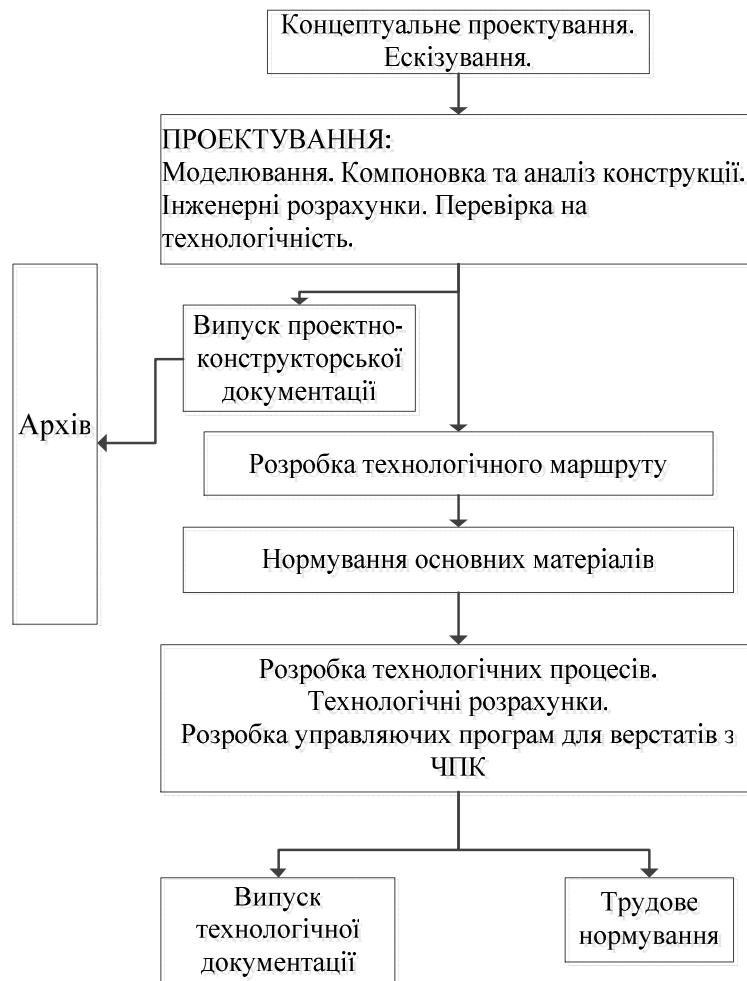 Концептуальне проектування.
Ескізування.
ПРОЕКТУВАННЯ:
Моделювання. Компоновка та аналіз конструкції.
Інженерні розрахунки. Перевірка на
технологічність.
Випуск проектно-
конструкторської
документації
Архів
Розробка технологічного маршруту
Нормування основних матеріалів
Розробка технологічних процесів.
Технологічні розрахунки.
Розробка управляючих програм для верстатів з
ЧПК
Випуск
технологічної
документації
Трудове
нормування